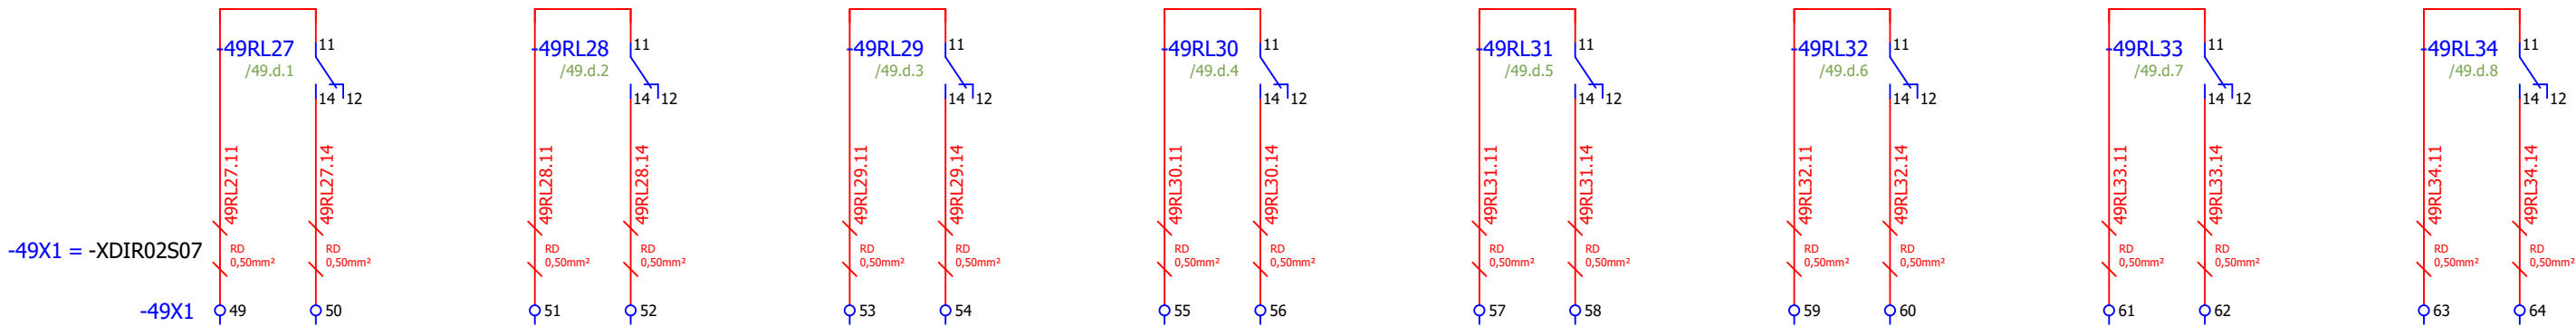 -49RL27 11
/49.d.1
14 12
49RL27.11
49RL27.14
-49RL28 11
/49.d.2
14 12
49RL28.11
49RL28.14
-49RL29 11
/49.d.3
14 12
49RL29.11
49RL29.14
-49RL30 11
/49.d.4
14 12
49RL30.11
49RL30.14
-49RL31 11
/49.d.5
14 12
49RL31.11
49RL31.14
-49RL32 11
/49.d.6
14 12
49RL32.11
49RL32.14
-49RL33 11
/49.d.7
14 12
49RL33.11
49RL33.14
-49RL34 11
/49.d.8
14 12
49RL34.11
49RL34.14
-49X1 = -XDIR02S07
RD RD RD RD RD RD RD RD RD RD RD RD RD RD RD RD
0,50mm² 0,50mm² 0,50mm² 0,50mm² 0,50mm² 0,50mm² 0,50mm² 0,50mm² 0,50mm² 0,50mm² 0,50mm² 0,50mm² 0,50mm² 0,50mm² 0,50mm² 0,50mm²
-49X1 49 50 51 52 53 54 55 56 57 58 59 60 61 62 63 64